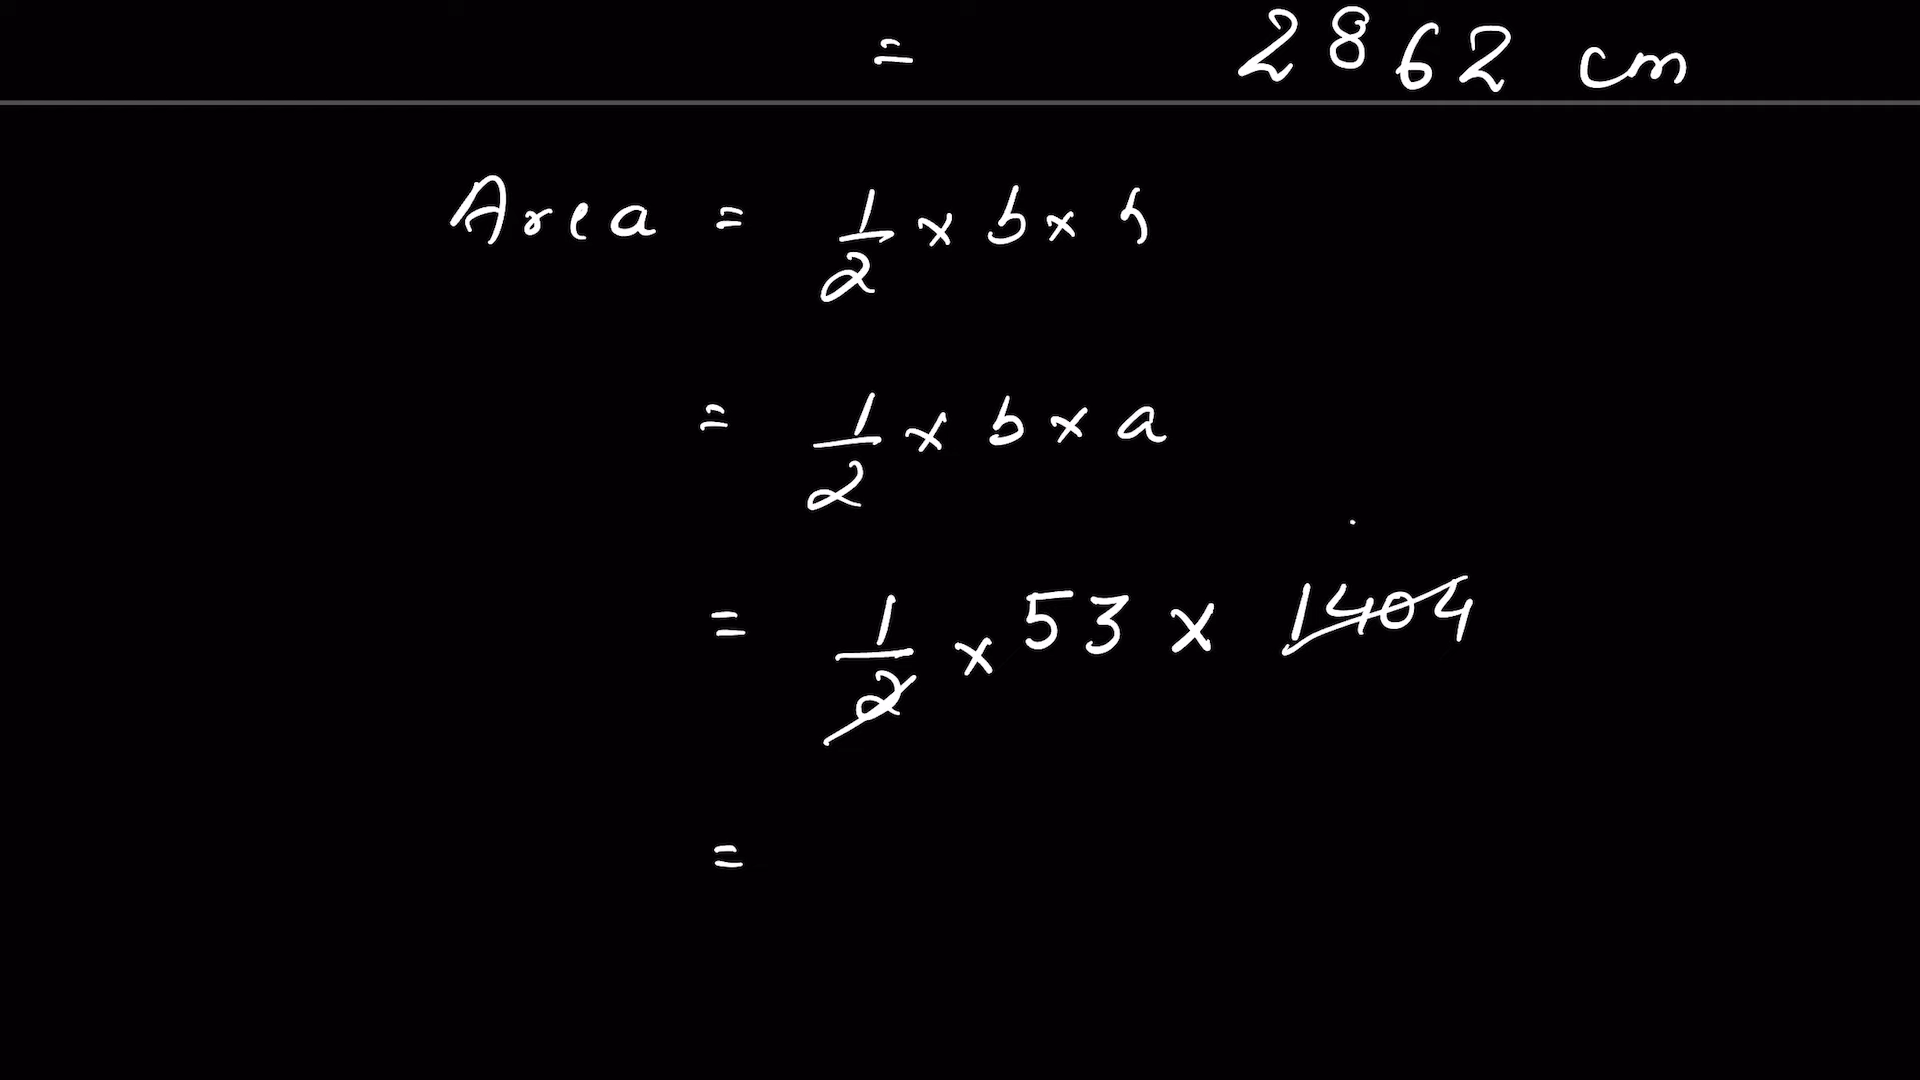 = 2862 cm
Area = 1/2 × b × h
= 1/2 × b × a
= 1/2 × 53 × 1404
=